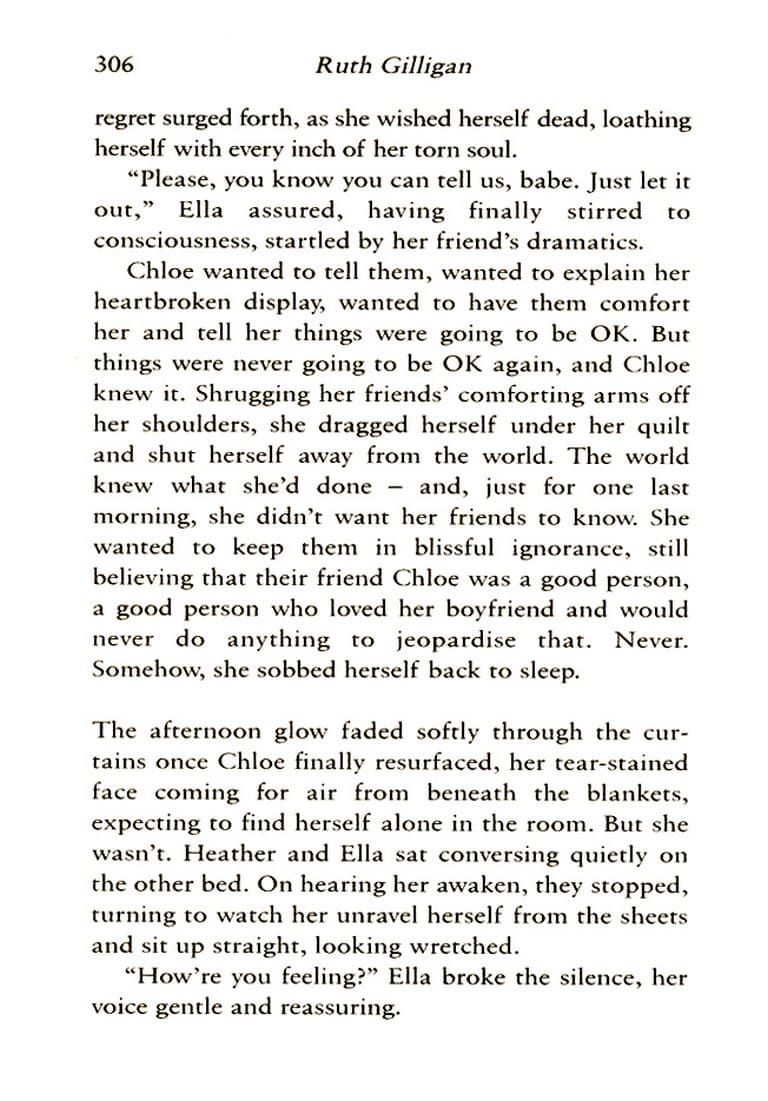 306 Ruth Gilligan
regret surged forth, as she wished herself dead, loathing
herself with every inch of her torn soul.
“Please, you know you can tell us, babe. Just let it
out,” Ella assured, having finally stirred to
consciousness, startled by her friend’s dramatics.
Chloe wanted to tell them, wanted to explain her
heartbroken display, wanted to have them comfort
her and tell her things were going to be OK. But
things were never going to be OK again, and Chloe
knew it. Shrugging her friends’ comforting arms off
her shoulders, she dragged herself under her quilt
and shut herself away from the world. The world
knew what she’d done – and, just for one last
morning, she didn’t want her friends to know. She
wanted to keep them in blissful ignorance, still
believing that their friend Chloe was a good person,
a good person who loved her boyfriend and would
never do anything to jeopardise that. Never.
Somehow, she sobbed herself back to sleep.
The afternoon glow faded softly through the cur-
tains once Chloe finally resurfaced, her tear-stained
face coming for air from beneath the blankets,
expecting to find herself alone in the room. But she
wasn’t. Heather and Ella sat conversing quietly on
the other bed. On hearing her awaken, they stopped,
turning to watch her unravel herself from the sheets
and sit up straight, looking wretched.
“How’re you feeling?” Ella broke the silence, her
voice gentle and reassuring.